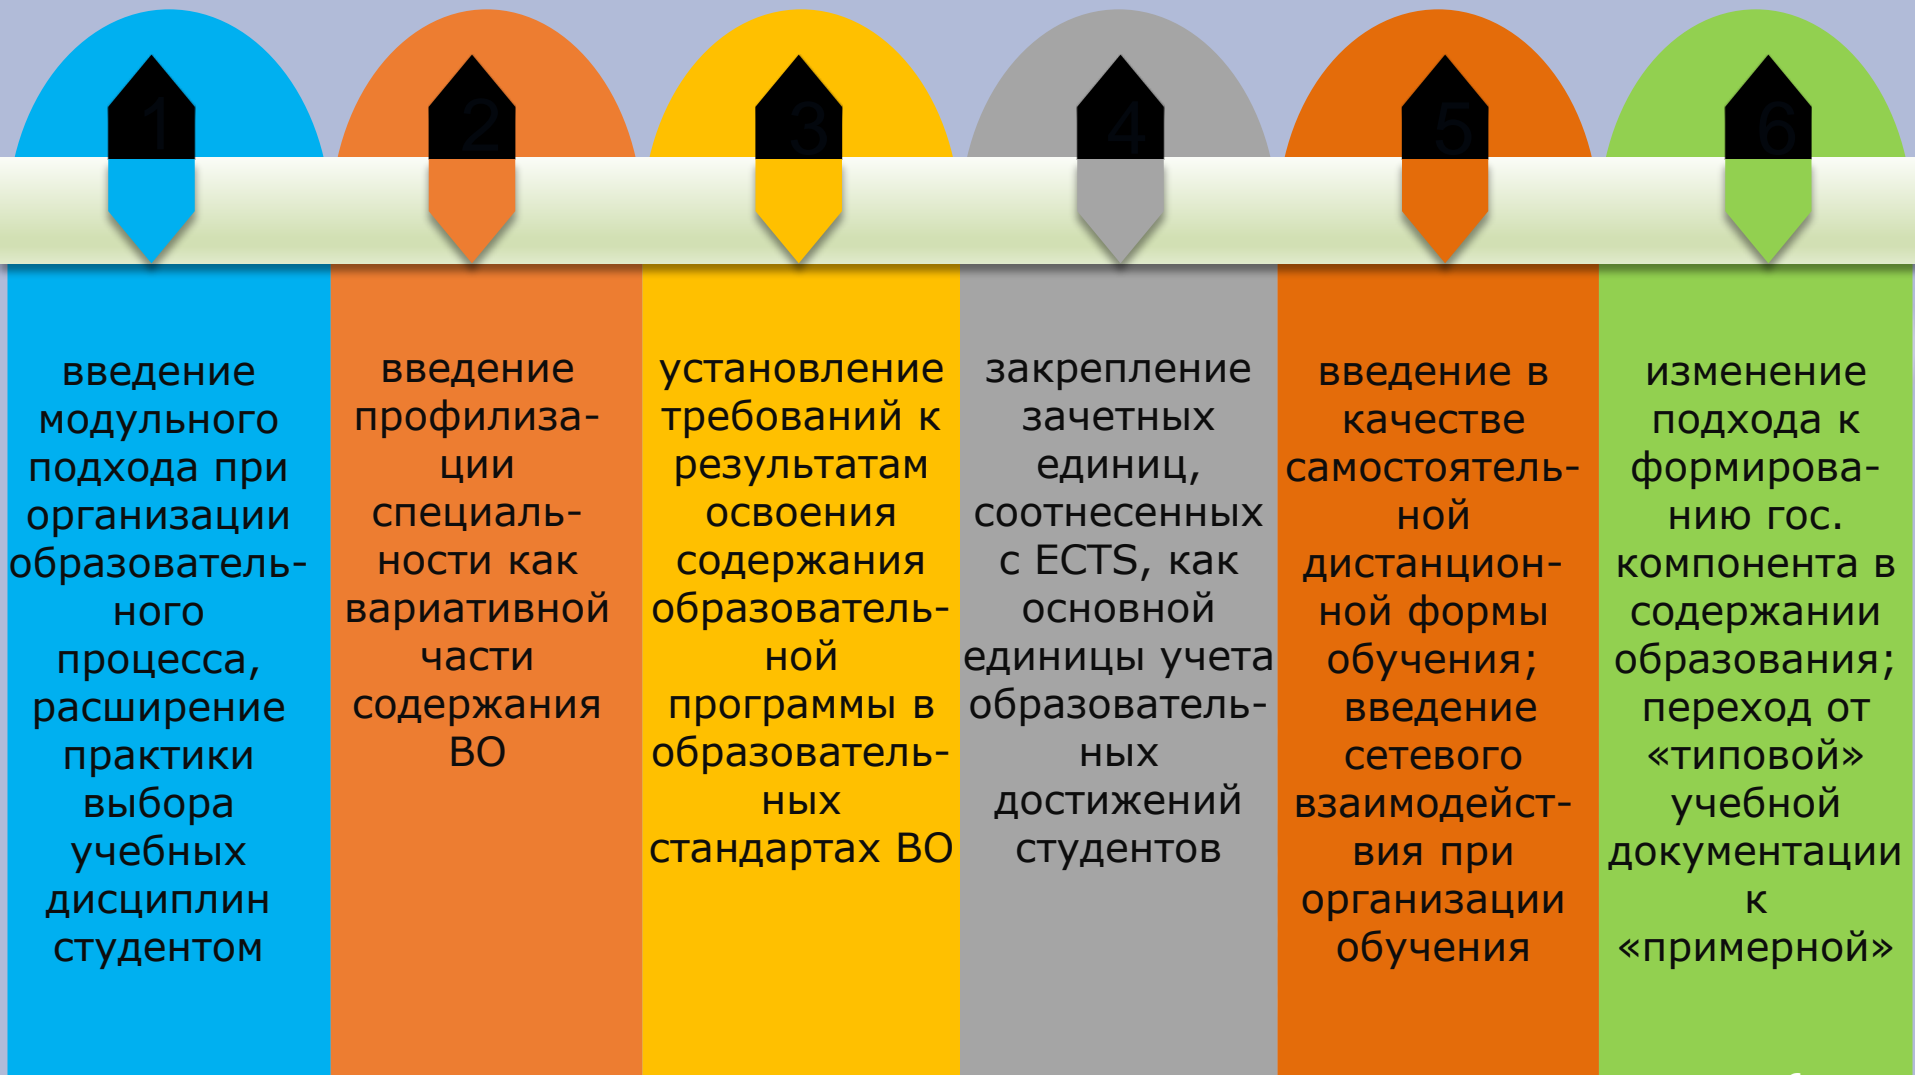 1
введение
модульного
подхода при
организации
образователь-
ного
процесса,
расширение
практики
выбора
учебных
дисциплин
студентом
2
введение
профилиза-
ции
специаль-
ности как
вариативной
части
содержания
ВО
3
установление
требований к
результатам
освоения
содержания
образователь-
ной
программы в
образователь-
ных
стандартах ВО
4
закрепление
зачетных
единиц,
соотнесенных
с ECTS, как
основной
единицы учета
образователь-
ных
достижений
студентов
5
введение в
качестве
самостоятель-
ной
дистанцион-
ной формы
обучения;
введение
сетевого
взаимодейст-
вия при
организации
обучения
6
изменение
подхода к
формирова-
нию гос.
компонента в
содержании
образования;
переход от
«типовой»
учебной
документации
к
«примерной»